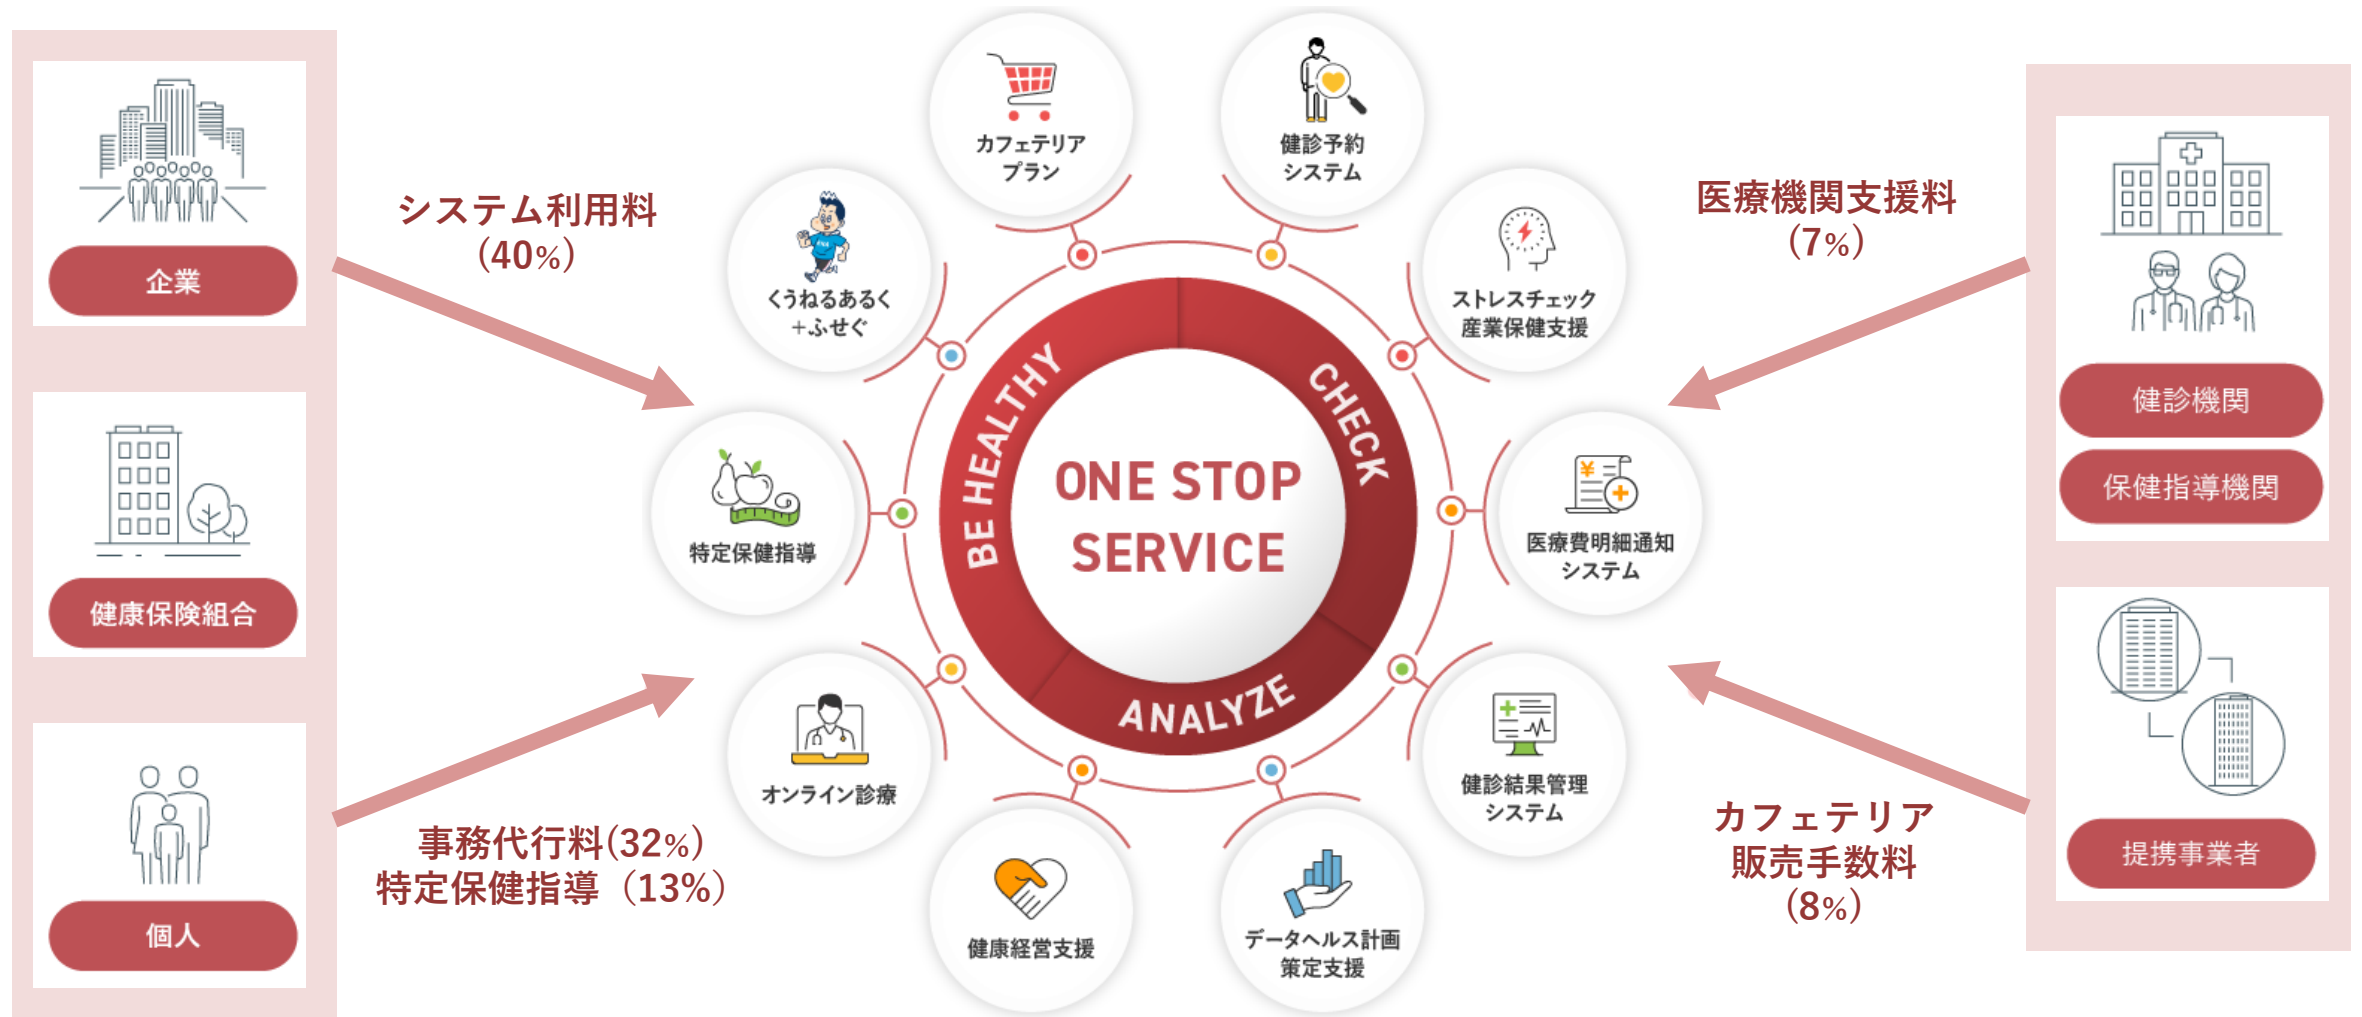 企業
健康保険組合
個人
システム利用料
(40%)
事務代行料(32%)
特定保健指導（13%）
カフェテリア
プラン
健診予約
システム
くうねるあるく
+ふせぐ
ストレスチェック
産業保健支援
特定保健指導
医療費明細通知
システム
オンライン診療
健診結果管理
システム
健康経営支援
データヘルス計画
策定支援
BE HEALTHY
CHECK
ANALYZE
ONE STOP
SERVICE
医療機関支援料
(7%)
カフェテリア
販売手数料
(8%)
健診機関
保健指導機関
提携事業者